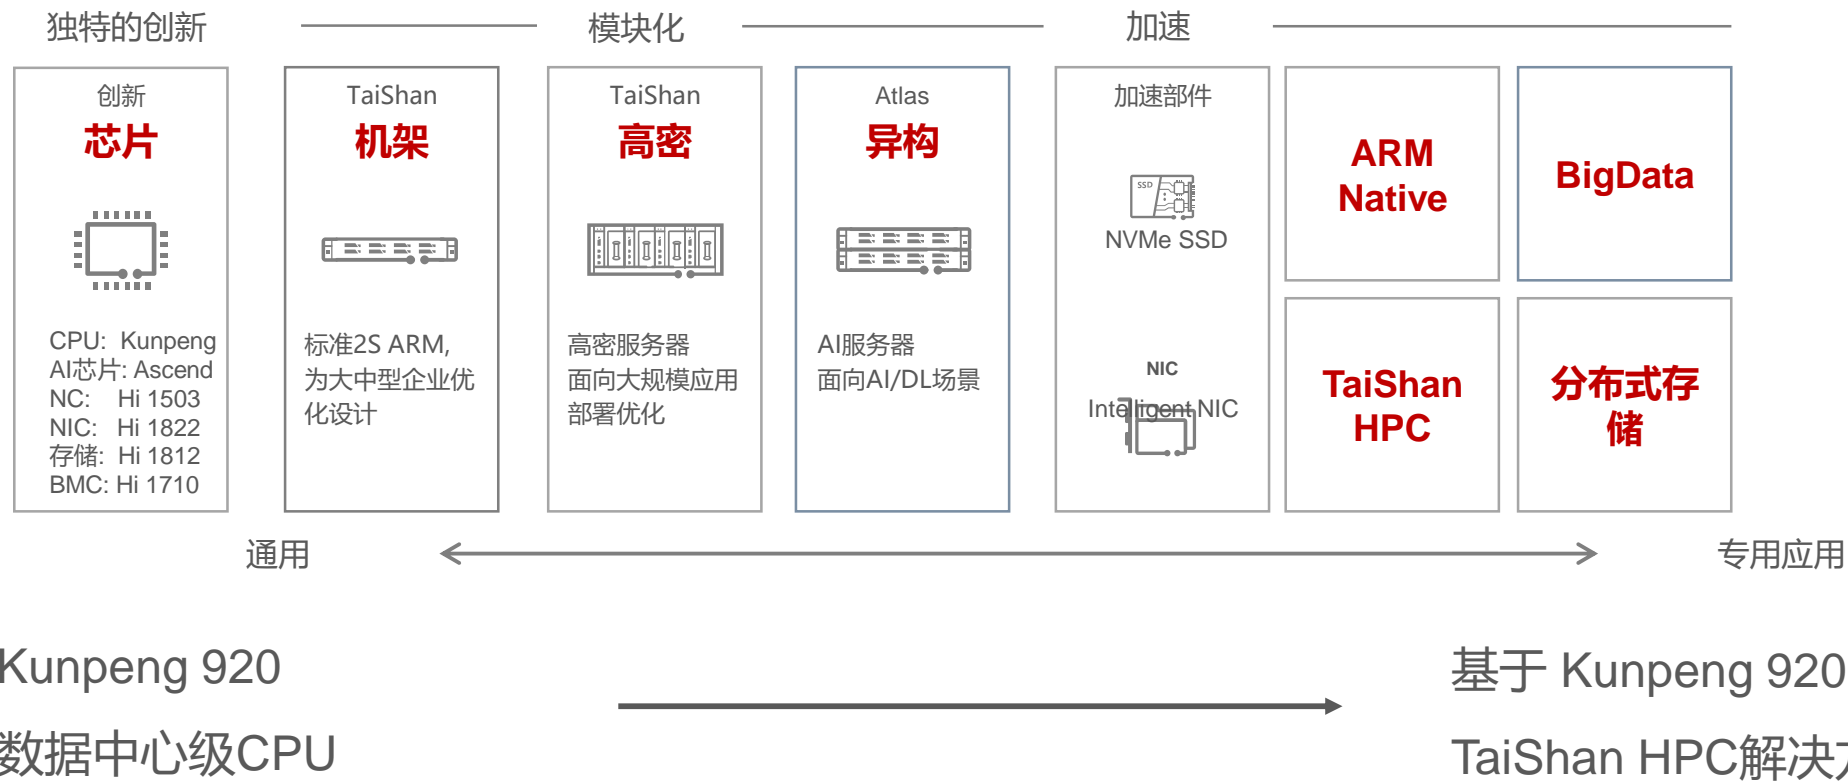 独特的创新
模块化
加速
创新
芯片
CPU: Kunpeng
AI芯片: Ascend
NC: Hi 1503
NIC: Hi 1822
存储: Hi 1812
BMC: Hi 1710
TaiShan
机架
标准2S ARM,
为大中型企业优
化设计
TaiShan
高密
高密服务器
面向大规模应用
部署优化
Atlas
异构
AI服务器
面向AI/DL场景
加速部件
SSD
NVMe SSD
NIC
Intelligent NIC
ARM
Native
BigData
TaiShan
HPC
分布式存
储
通用
专用应用
Kunpeng 920
数据中心级CPU
基于 Kunpeng 920
TaiShan HPC解决方